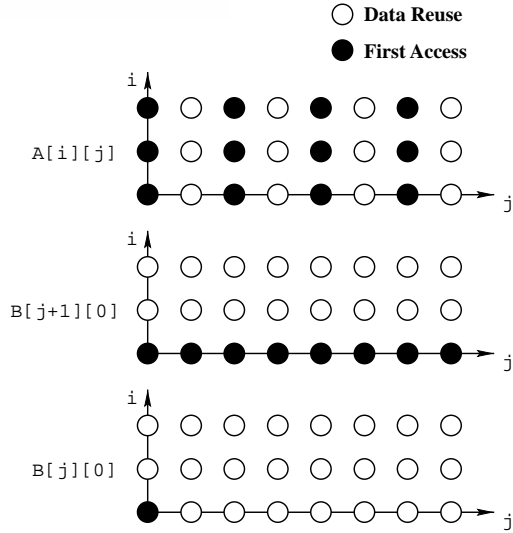 Data Reuse
First Access
i
A[i][j]
j
i
B[j+1][0]
j
i
B[j][0]
j